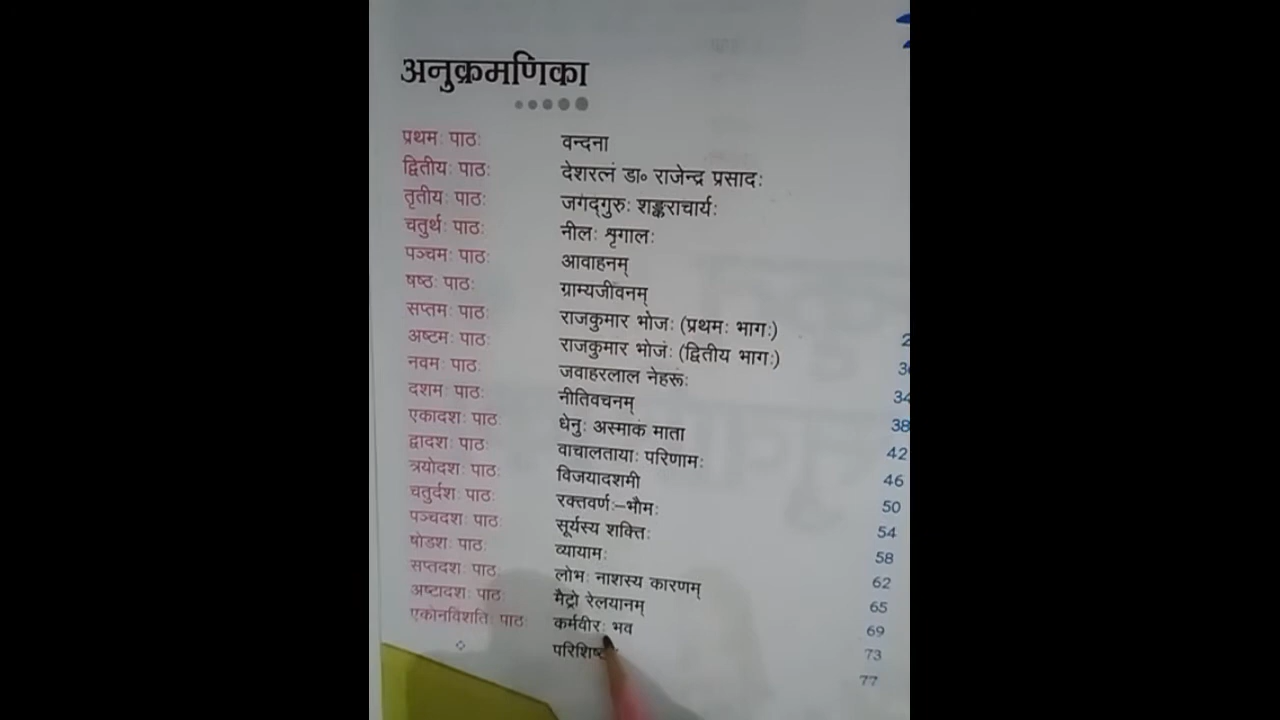 अनुक्रमणिका
प्रथमः पाठः वन्दना
द्वितीयः पाठः देशरत्नं डा॰ राजेन्द्र प्रसादः
तृतीयः पाठः जगद्गुरुः शङ्कराचार्यः
चतुर्थः पाठः नीलः शृगालः
पञ्चमः पाठः आवाहनम्
षष्ठः पाठः ग्राम्यजीवनम्
सप्तमः पाठः राजकुमार भोजः (प्रथमः भागः)
अष्टमः पाठः राजकुमार भोजः (द्वितीय भागः)
नवमः पाठः जवाहरलाल नेहरूः 34
दशमः पाठः नीतिवचनम् 38
एकादशः पाठः धेनुः अस्माकं माता 42
द्वादशः पाठः वाचालतायाः परिणामः 46
त्रयोदशः पाठः विजयादशमी 50
चतुर्दशः पाठः रक्तवर्णः–भौमः 54
पञ्चदशः पाठः सूर्यस्य शक्तिः 58
षोडशः पाठः व्यायामः 62
सप्तदशः पाठः लोभः नाशस्य कारणम् 65
अष्टादशः पाठः मैट्रो रेलयानम् 69
एकोनविंशतिः पाठः कर्मवीरः भव 73
77